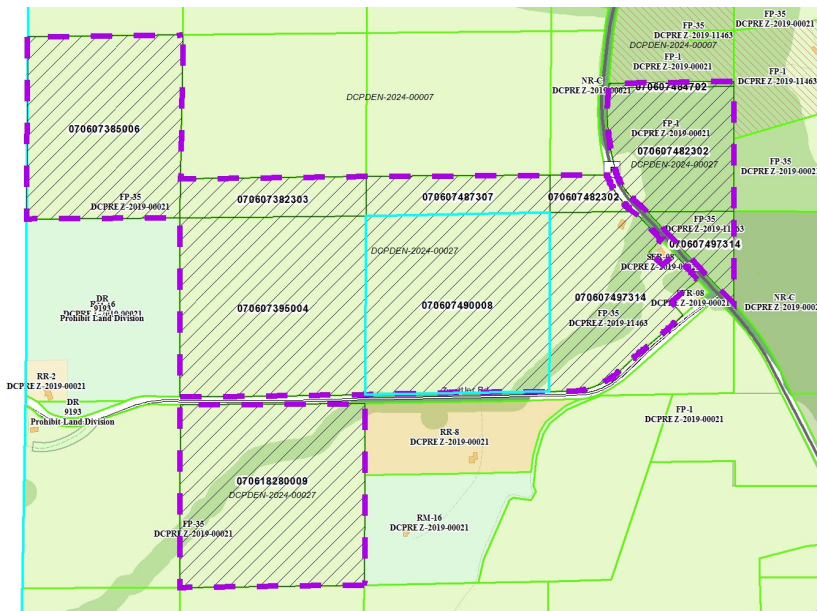 FP-35
DCPREZ-2019-11463
DCPDEN-2024-00007
FP-35
DCPREZ-2019-00021
FP-1
DCPREZ-2019-00021
FP-1
DCPREZ-2019-11463
NR-C
DCPREZ-2019-00021
070607464702
DCPDEN-2024-00007
070607385006
FP-1
DCPREZ-2019-00021
070607482302
DCPDEN-2024-00027
FP-35
DCPREZ-2019-00021
FP-35
DCPREZ-2019-00021
070607382303
070607487307
070607482302
FP-35
DCPREZ-2019-11463
070607497314
DCPDEN-2024-00027
SFR-08
DCPREZ-2019-00021
SFR-08
DCPREZ-2019-00021
NR-C
DCPREZ-2019-00021
DR
9193
Prohibit Land Division
070607395004
070607490008
070607497314
FP-35
DCPREZ-2019-11463
RR-2
DCPREZ-2019-00021
DR
9193
Prohibit Land Division
FP-1
DCPREZ-2019-00021
RR-8
DCPREZ-2019-00021
070618280009
DCPDEN-2024-00027
RM-16
DCPREZ-2019-00021
FP-35
DCPREZ-2019-00021